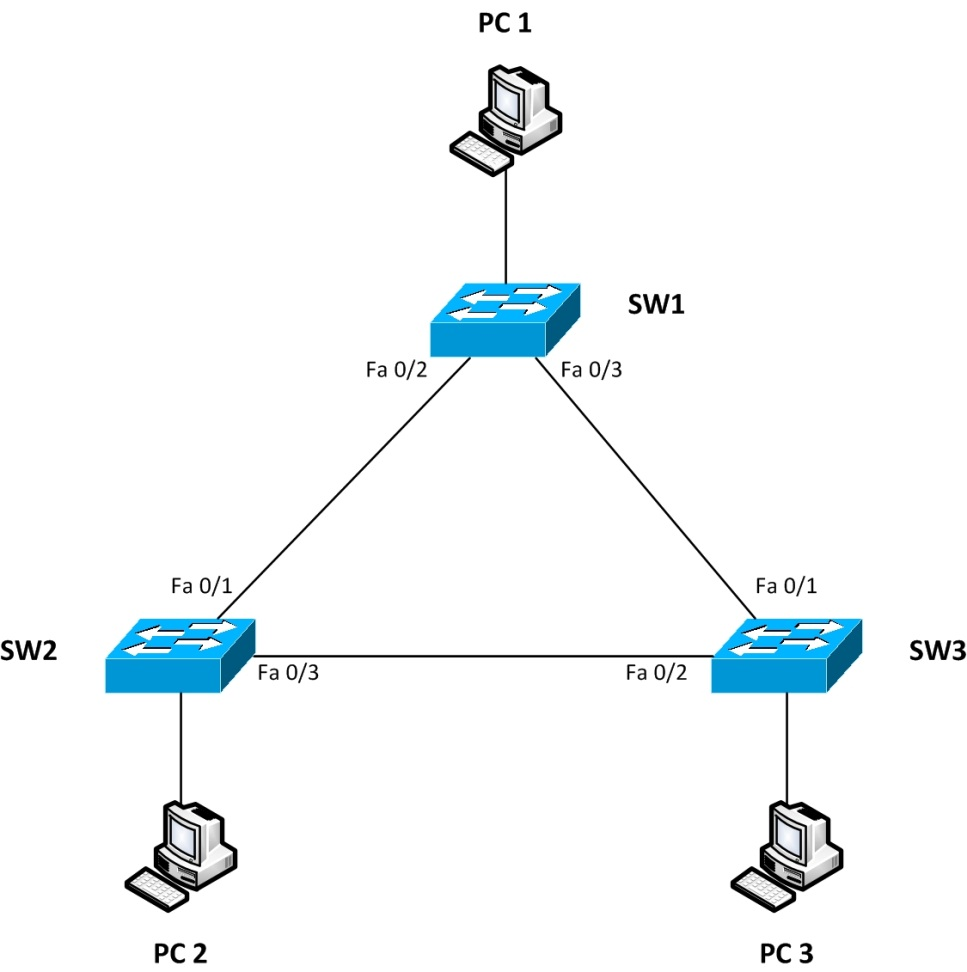 PC 1
SW1
Fa 0/2
Fa 0/3
Fa 0/1
Fa 0/1
SW2
SW3
Fa 0/3
Fa 0/2
PC 2
PC 3